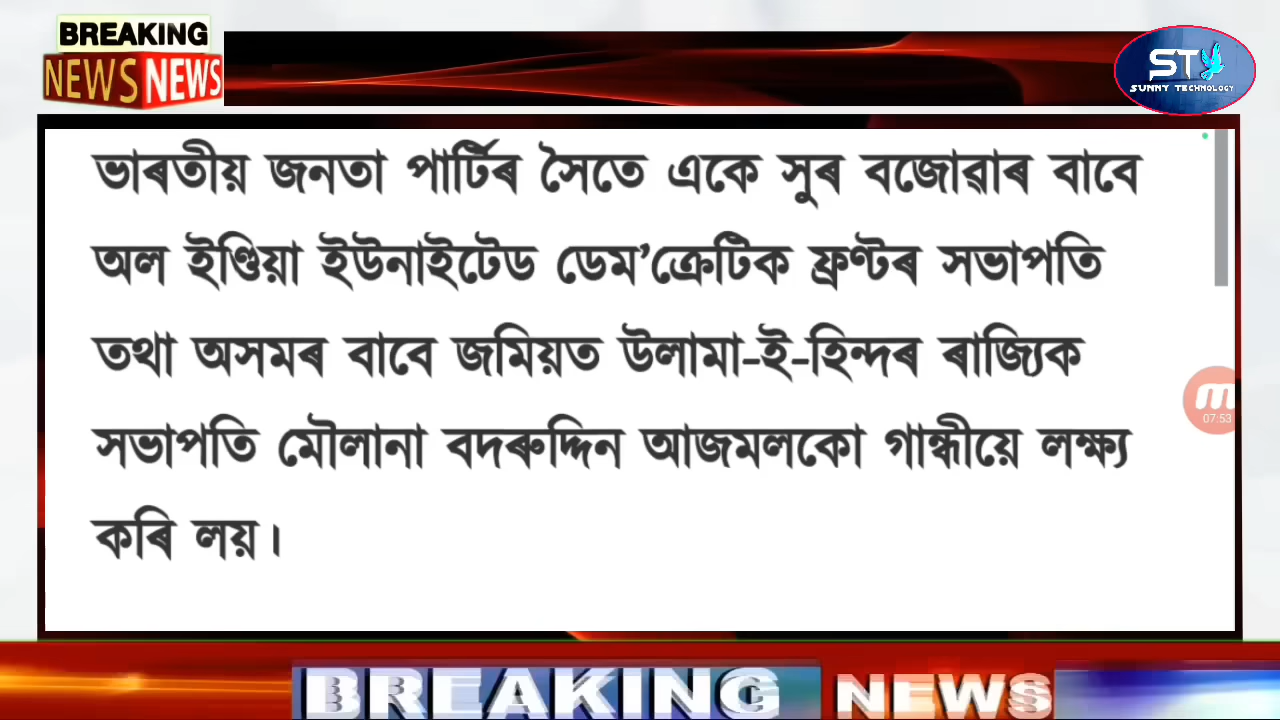 BREAKING
NEWS NEWS
STY
SUNNY TECHNOLOGY
ভাৰতীয় জনতা পাৰ্টিৰ সৈতে একে সুৰ বজোৱাৰ বাবে
অল ইণ্ডিয়া ইউনাইটেড ডেম’ক্ৰেটিক ফ্ৰণ্টৰ সভাপতি
তথা অসমৰ বাবে জমিয়ত উলামা-ই-হিন্দৰ ৰাজ্যিক
সভাপতি মৌলানা বদৰুদ্দিন আজমলকো গান্ধীয়ে লক্ষ্য
কৰি লয়।
07:53
BREAKING NEWS